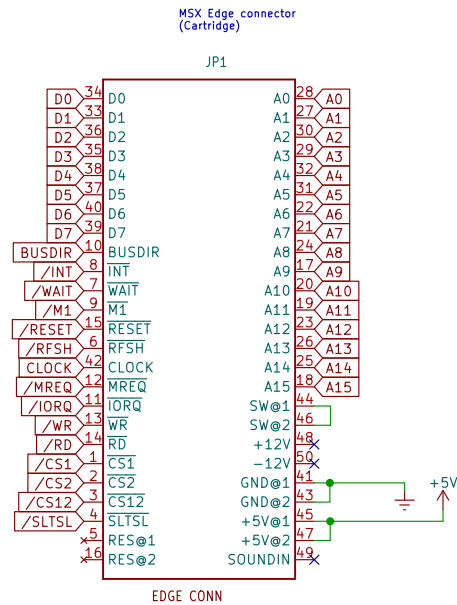 MSX Edge connector
(Cartridge)
JP1
D0 34 D0 A0 28 A0
D1 33 D1 A1 27 A1
D2 36 D2 A2 30 A2
D3 35 D3 A3 29 A3
D4 38 D4 A4 32 A4
D5 37 D5 A5 31 A5
D6 40 D6 A6 22 A6
D7 39 D7 A7 21 A7
BUSDIR 10 BUSDIR A8 24 A8
/INT 8 INT A9 17 A9
/WAIT 7 WAIT A10 20 A10
/M1 9 M1 A11 19 A11
/RESET 15 RESET A12 23 A12
/RFSH 6 RFSH A13 26 A13
CLOCK 42 CLOCK A14 25 A14
/MREQ 12 MREQ A15 18 A15
/IORQ 11 IORQ SW@1 44
/WR 13 WR SW@2 46
/RD 14 RD +12V 48
/CS1 1 CS1 -12V 50
/CS2 2 CS2 GND@1 41 +5V
/CS12 3 CS12 GND@2 43
/SLTSL 4 SLTSL +5V@1 45
5 RES@1 +5V@2 47
16 RES@2 SOUNDIN 49
EDGE CONN